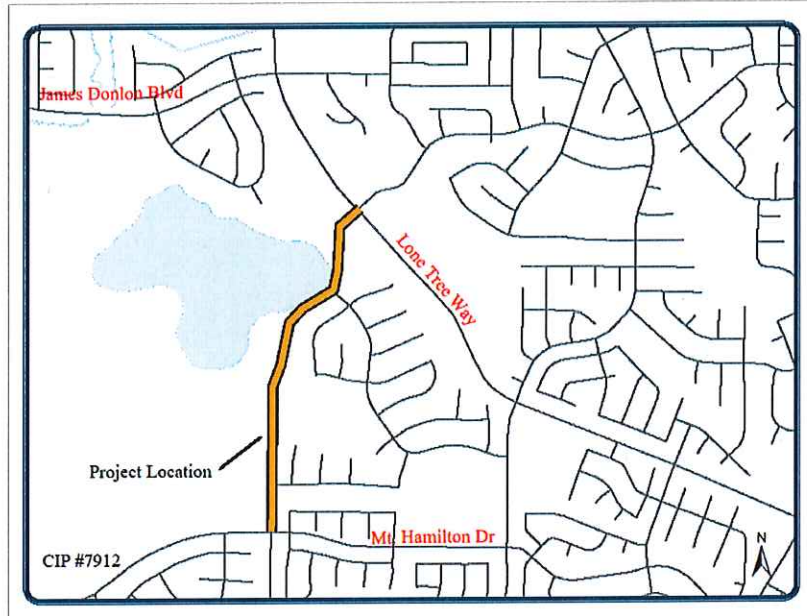 James Donlon Blvd
Lone Tree Way
Project Location
Mt. Hamilton Dr
CIP #7912
N